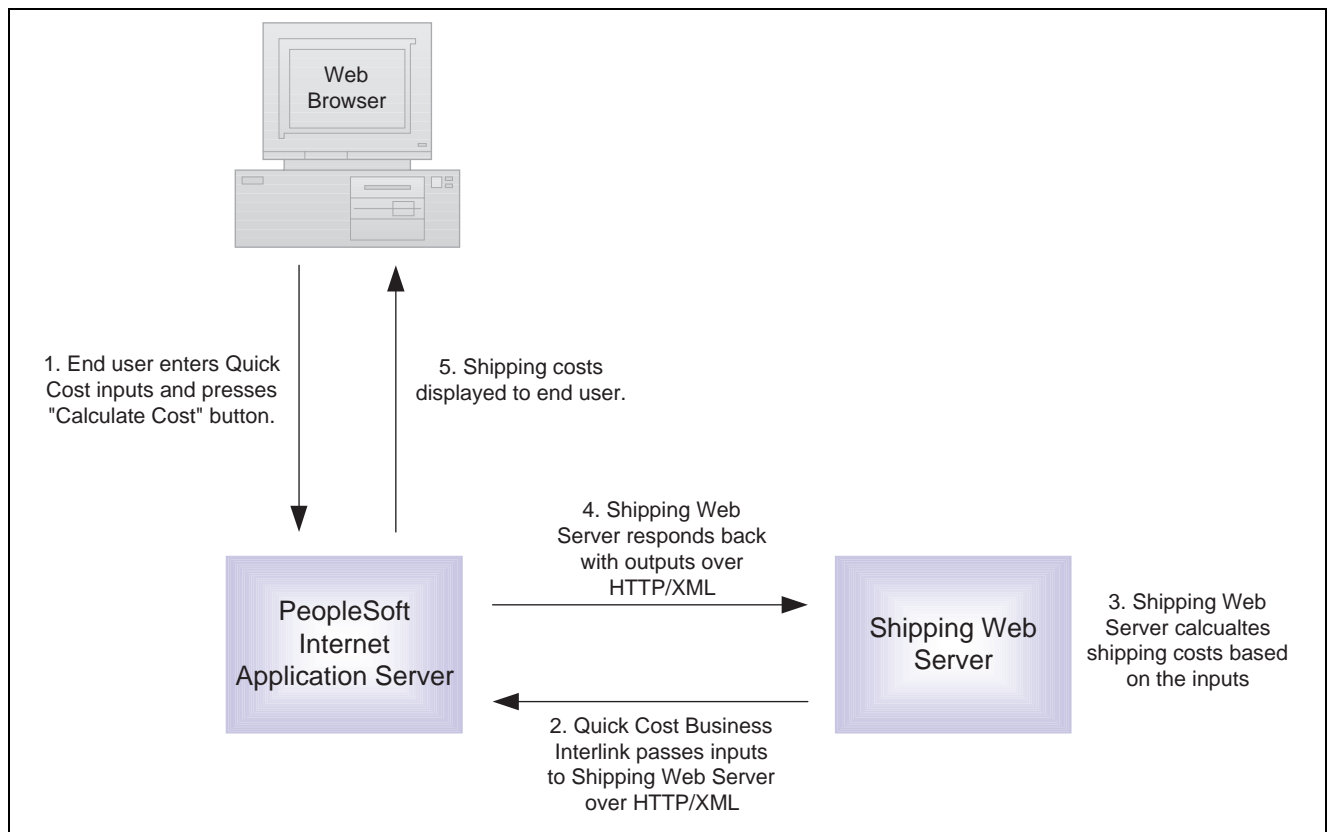 Web
Browser
1. End user enters Quick
Cost inputs and presses
"Calculate Cost" button.
5. Shipping costs
displayed to end user.
4. Shipping Web
Server responds back
with outputs over
HTTP/XML
PeopleSoft
Internet
Application Server
Shipping Web
Server
3. Shipping Web
Server calcualtes
shipping costs based
on the inputs
2. Quick Cost Business
Interlink passes inputs
to Shipping Web Server
over HTTP/XML